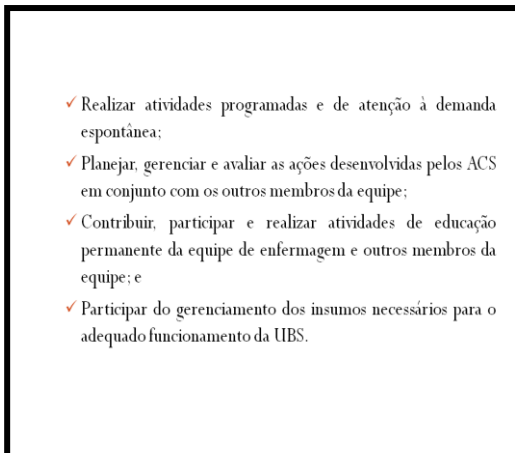 ✓ Realizar atividades programadas e de atenção à demanda
espontânea;
✓ Planejar, gerenciar e avaliar as ações desenvolvidas pelos ACS
em conjunto com os outros membros da equipe;
✓ Contribuir, participar e realizar atividades de educação
permanente da equipe de enfermagem e outros membros da
equipe; e
✓ Participar do gerenciamento dos insumos necessários para o
adequado funcionamento da UBS.